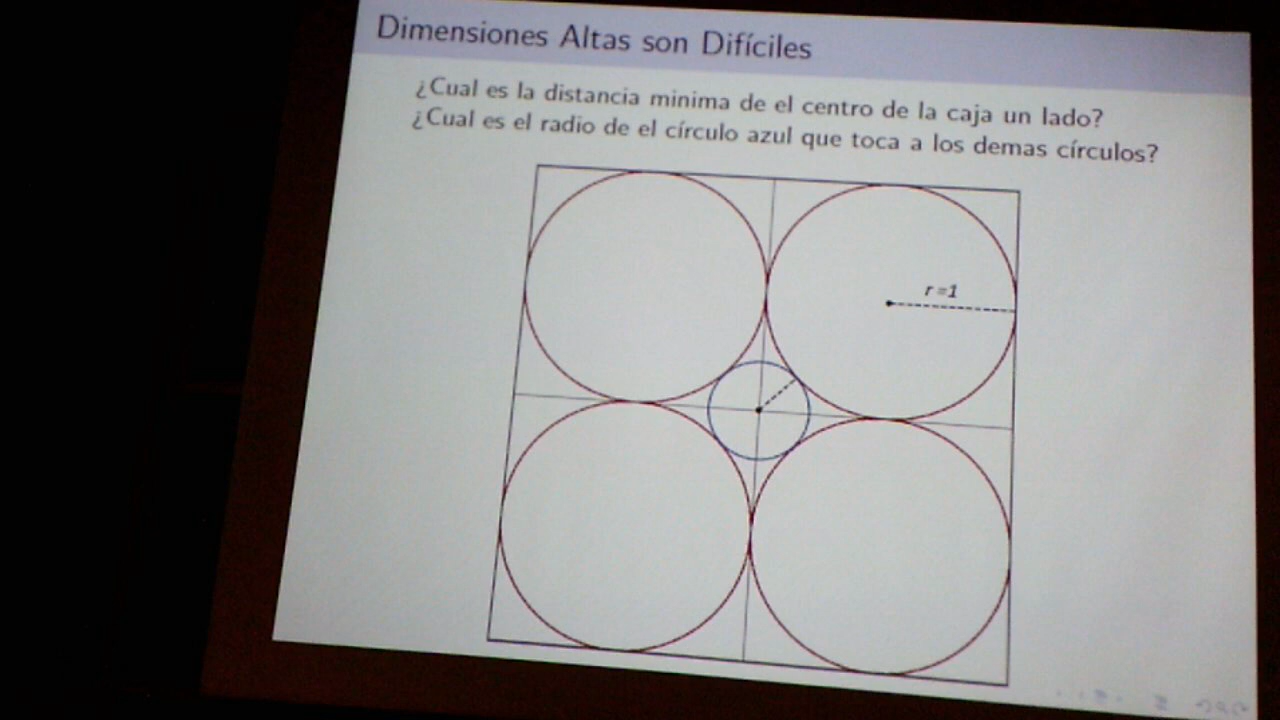 Dimensiones Altas son Difíciles
¿Cual es la distancia minima de el centro de la caja un lado?
¿Cual es el radio de el círculo azul que toca a los demas círculos?
r=1